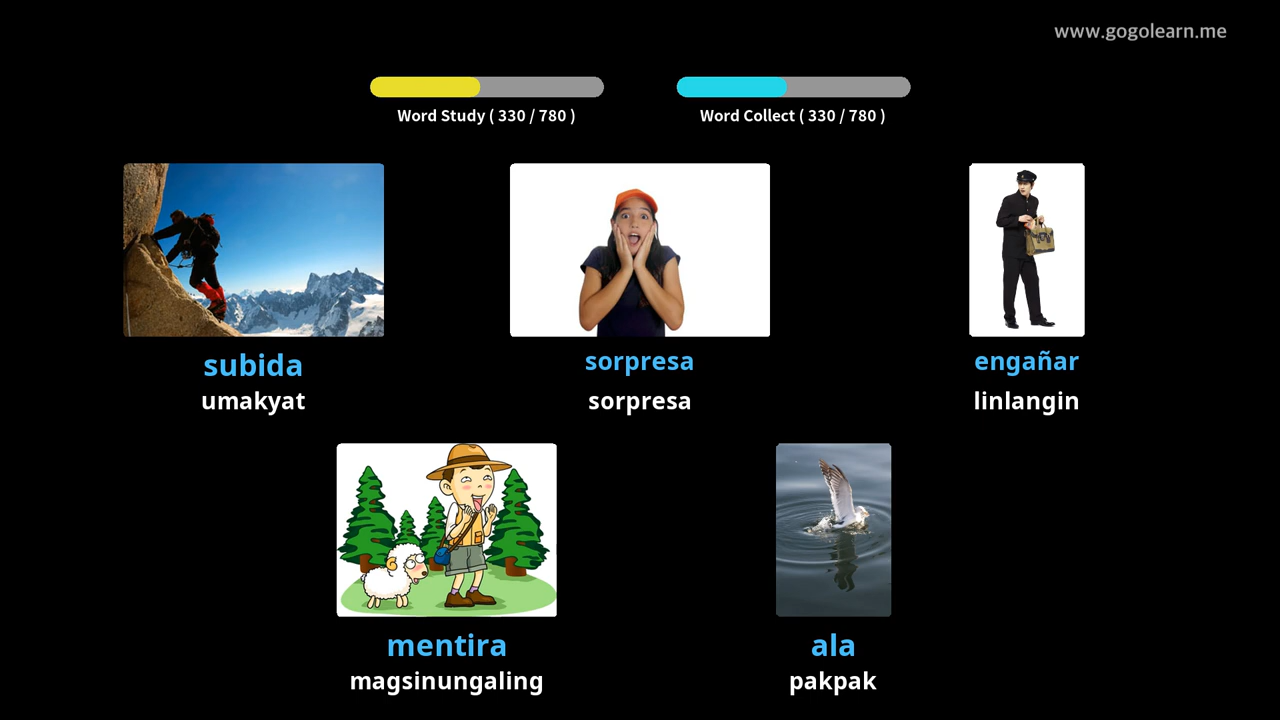 www.gogolearn.me
Word Study ( 330 / 780 )
Word Collect ( 330 / 780 )
subida
umakyat
sorpresa
sorpresa
engañar
linlangin
mentira
magsinungaling
ala
pakpak